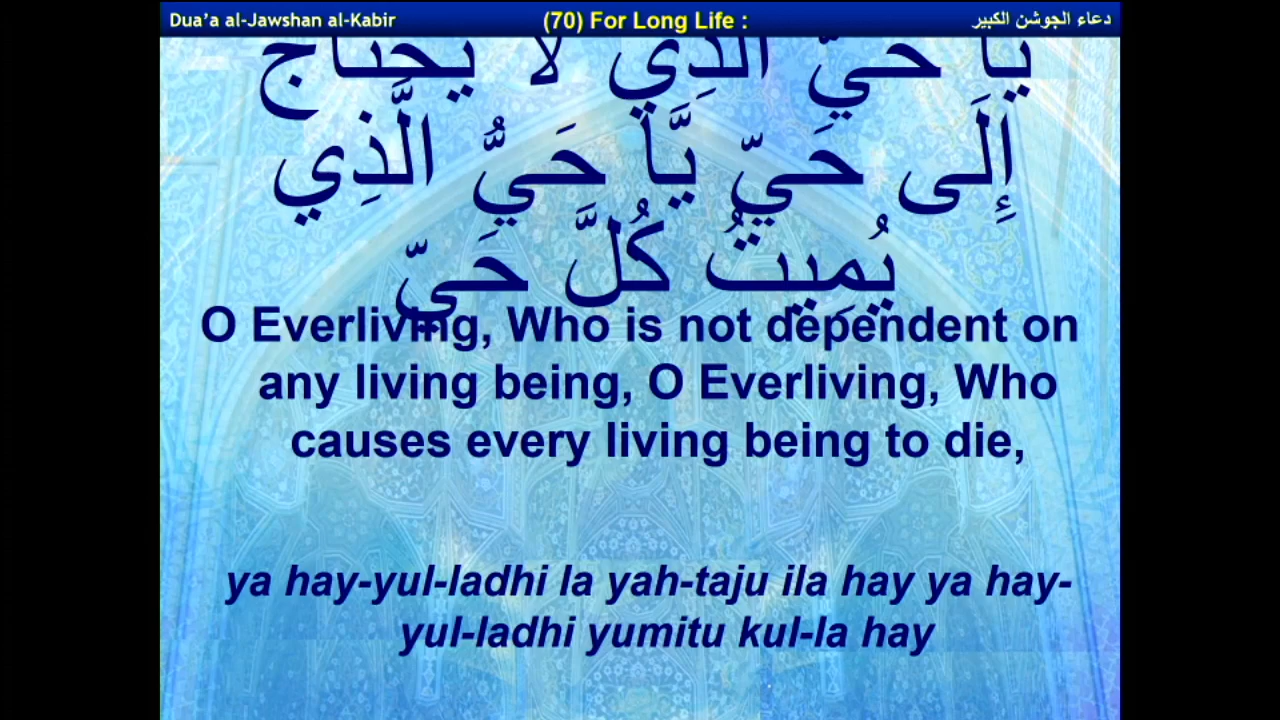 Dua’a al-Jawshan al-Kabir
(70) For Long Life :
دعاء الجوشن الكبير
يَا حَيُّ الَّذِي لَا يَحْتَاجُ
إِلَى حَيّ يَّا حَيُّ الَّذِي
يُمِيتُ كُلَّ حَيّ
O Everliving, Who is not dependent on
any living being, O Everliving, Who
causes every living being to die,
ya hay-yul-ladhi la yah-taju ila hay ya hay-
yul-ladhi yumitu kul-la hay